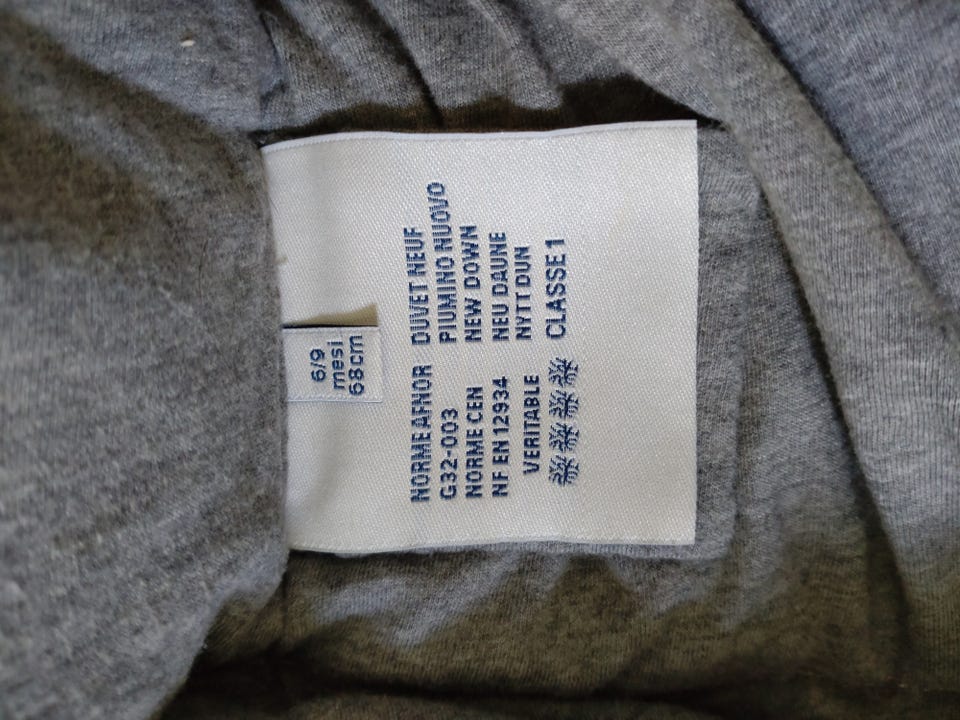 6/9
mesi
68cm
NORME AFNOR DUVET NEUF
G32-003 PIUMINO NUOVO
NORME CEN NEW DOWN
NF EN 12934 NEU DAUNE
VERITABLE NYTT DUN
CLASSE 1